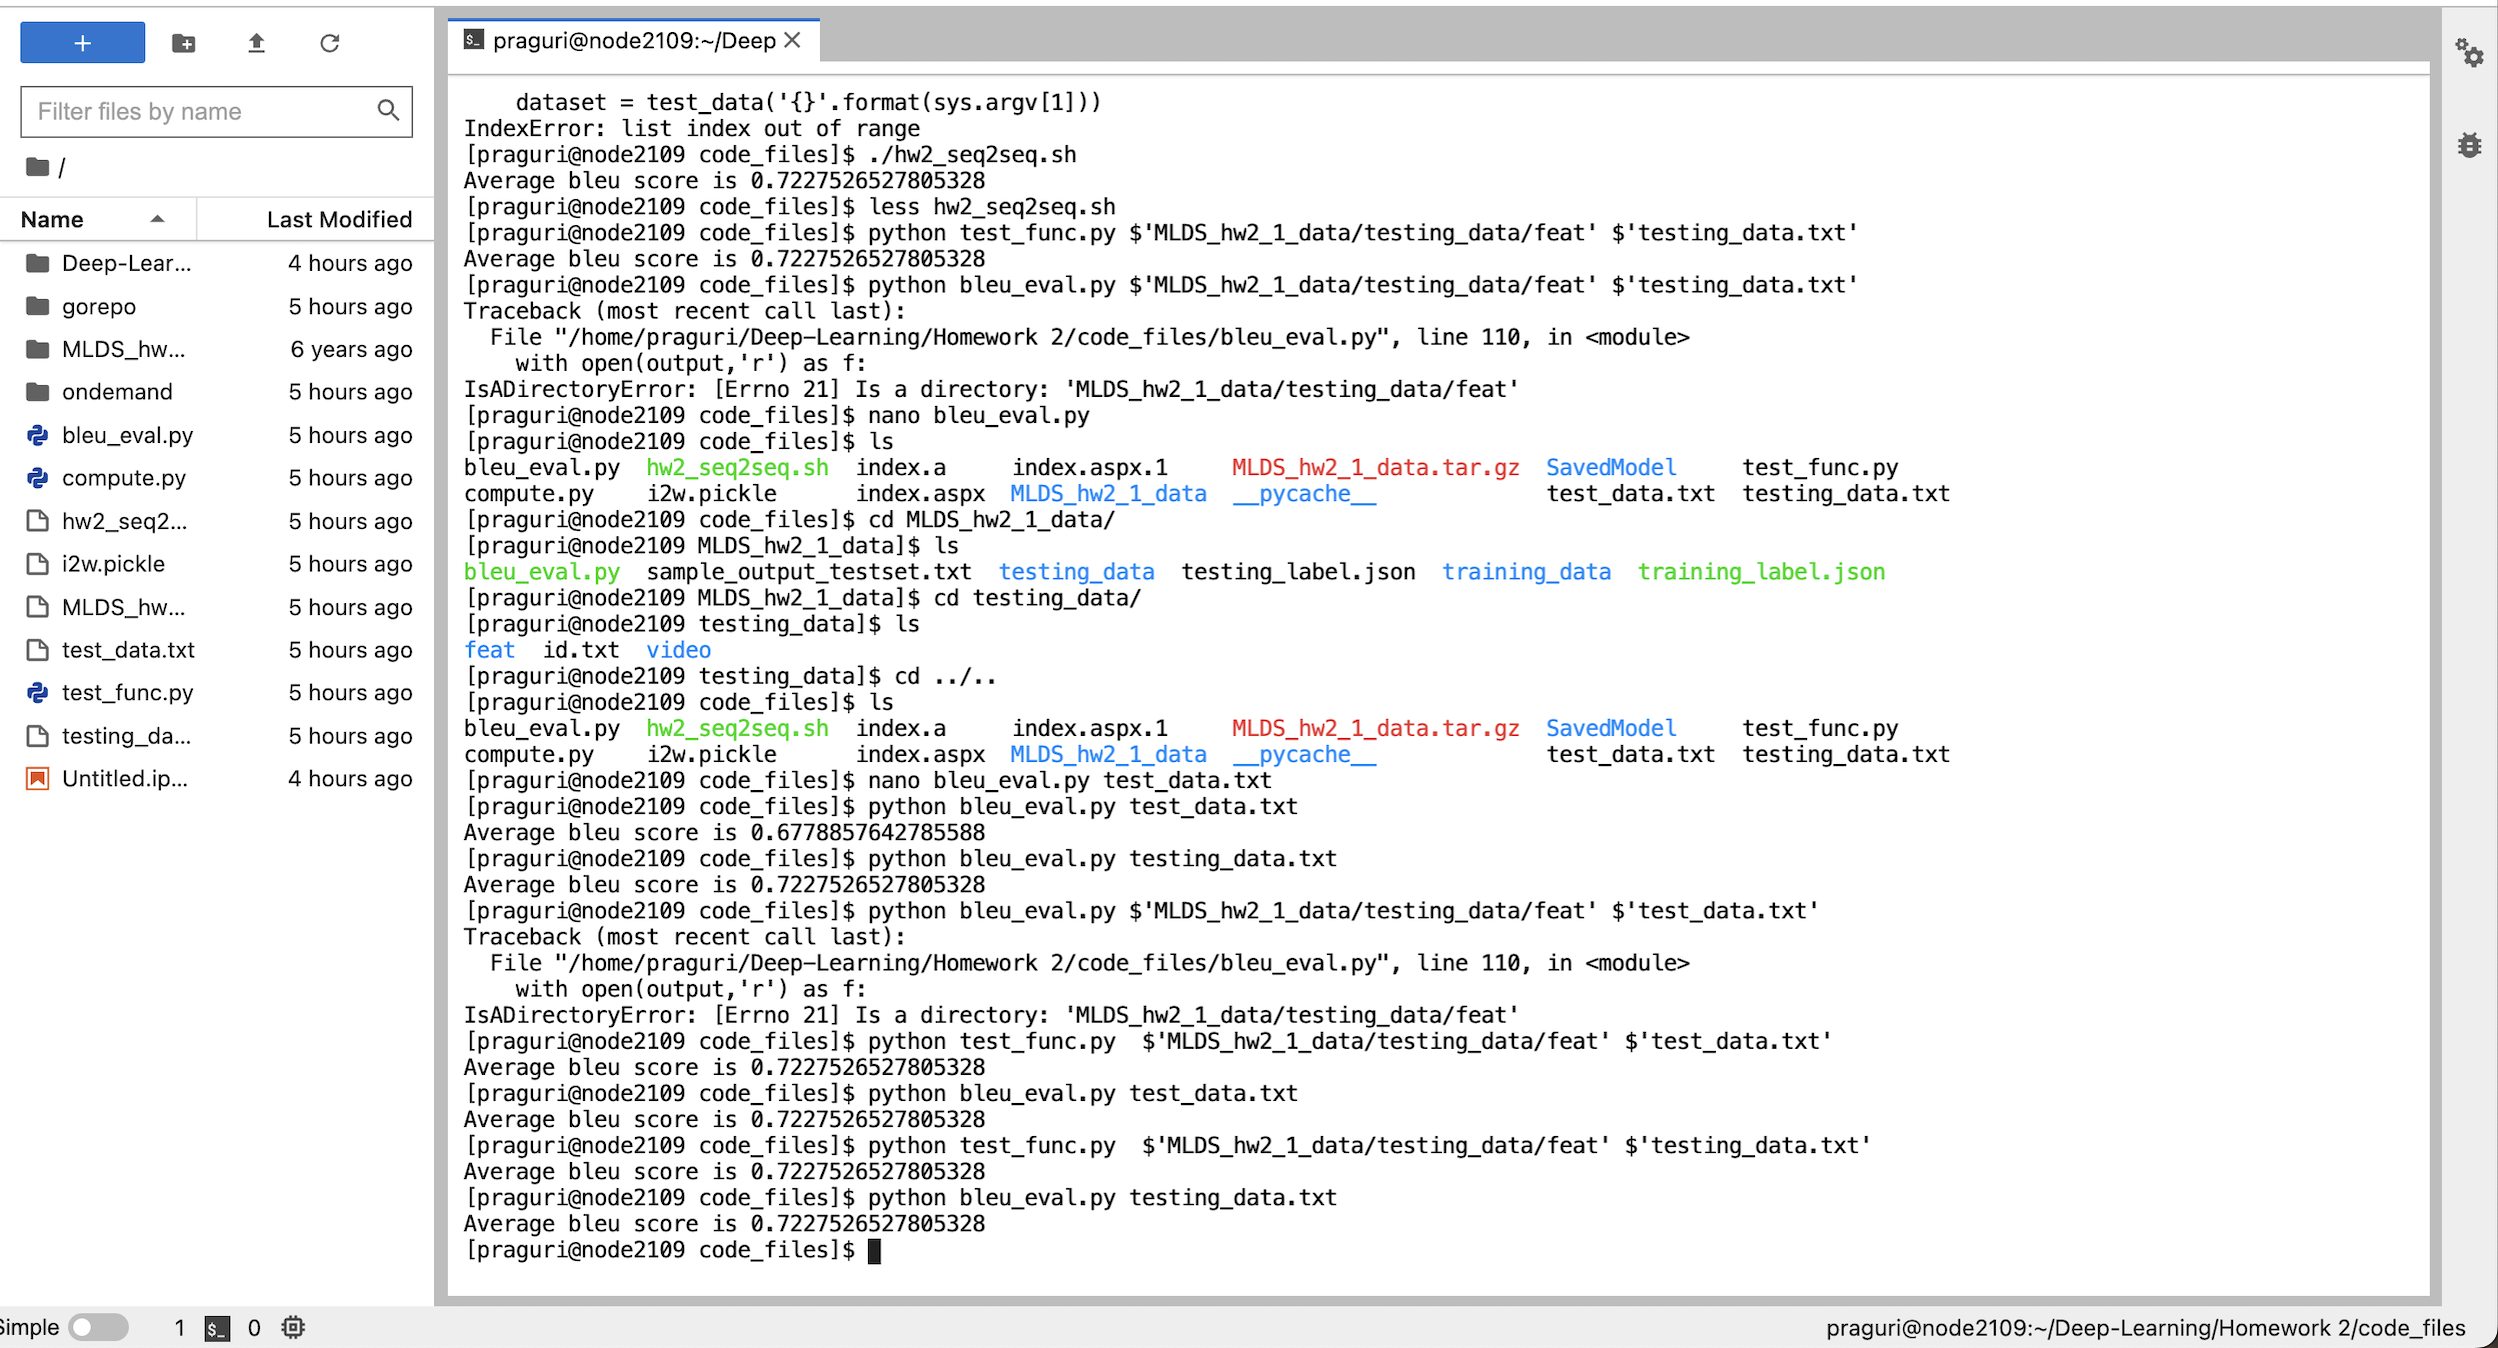 +
Filter files by name
/
Name Last Modified
Deep-Lear... 4 hours ago
gorepo 5 hours ago
MLDS_hw... 6 years ago
ondemand 5 hours ago
bleu_eval.py 5 hours ago
compute.py 5 hours ago
hw2_seq2... 5 hours ago
i2w.pickle 5 hours ago
MLDS_hw... 5 hours ago
test_data.txt 5 hours ago
test_func.py 5 hours ago
testing_da... 5 hours ago
Untitled.ip... 4 hours ago
$_ praguri@node2109:~/Deep
    dataset = test_data('{}'.format(sys.argv[1]))
IndexError: list index out of range
[praguri@node2109 code_files]$ ./hw2_seq2seq.sh
Average bleu score is 0.7227526527805328
[praguri@node2109 code_files]$ less hw2_seq2seq.sh
[praguri@node2109 code_files]$ python test_func.py $'MLDS_hw2_1_data/testing_data/feat' $'testing_data.txt'
Average bleu score is 0.7227526527805328
[praguri@node2109 code_files]$ python bleu_eval.py $'MLDS_hw2_1_data/testing_data/feat' $'testing_data.txt'
Traceback (most recent call last):
  File "/home/praguri/Deep-Learning/Homework 2/code_files/bleu_eval.py", line 110, in <module>
    with open(output,'r') as f:
IsADirectoryError: [Errno 21] Is a directory: 'MLDS_hw2_1_data/testing_data/feat'
[praguri@node2109 code_files]$ nano bleu_eval.py
[praguri@node2109 code_files]$ ls
bleu_eval.py  hw2_seq2seq.sh  index.a     index.aspx.1     MLDS_hw2_1_data.tar.gz  SavedModel     test_func.py
compute.py    i2w.pickle      index.aspx  MLDS_hw2_1_data  __pycache__             test_data.txt  testing_data.txt
[praguri@node2109 code_files]$ cd MLDS_hw2_1_data/
[praguri@node2109 MLDS_hw2_1_data]$ ls
bleu_eval.py  sample_output_testset.txt  testing_data  testing_label.json  training_data  training_label.json
[praguri@node2109 MLDS_hw2_1_data]$ cd testing_data/
[praguri@node2109 testing_data]$ ls
feat  id.txt  video
[praguri@node2109 testing_data]$ cd ../..
[praguri@node2109 code_files]$ ls
bleu_eval.py  hw2_seq2seq.sh  index.a     index.aspx.1     MLDS_hw2_1_data.tar.gz  SavedModel     test_func.py
compute.py    i2w.pickle      index.aspx  MLDS_hw2_1_data  __pycache__             test_data.txt  testing_data.txt
[praguri@node2109 code_files]$ nano bleu_eval.py test_data.txt
[praguri@node2109 code_files]$ python bleu_eval.py test_data.txt
Average bleu score is 0.6778857642785588
[praguri@node2109 code_files]$ python bleu_eval.py testing_data.txt
Average bleu score is 0.7227526527805328
[praguri@node2109 code_files]$ python bleu_eval.py $'MLDS_hw2_1_data/testing_data/feat' $'test_data.txt'
Traceback (most recent call last):
  File "/home/praguri/Deep-Learning/Homework 2/code_files/bleu_eval.py", line 110, in <module>
    with open(output,'r') as f:
IsADirectoryError: [Errno 21] Is a directory: 'MLDS_hw2_1_data/testing_data/feat'
[praguri@node2109 code_files]$ python test_func.py  $'MLDS_hw2_1_data/testing_data/feat' $'test_data.txt'
Average bleu score is 0.7227526527805328
[praguri@node2109 code_files]$ python bleu_eval.py test_data.txt
Average bleu score is 0.7227526527805328
[praguri@node2109 code_files]$ python test_func.py  $'MLDS_hw2_1_data/testing_data/feat' $'testing_data.txt'
Average bleu score is 0.7227526527805328
[praguri@node2109 code_files]$ python bleu_eval.py testing_data.txt
Average bleu score is 0.7227526527805328
[praguri@node2109 code_files]$
Simple 1 $_ 0 praguri@node2109:~/Deep-Learning/Homework 2/code_files